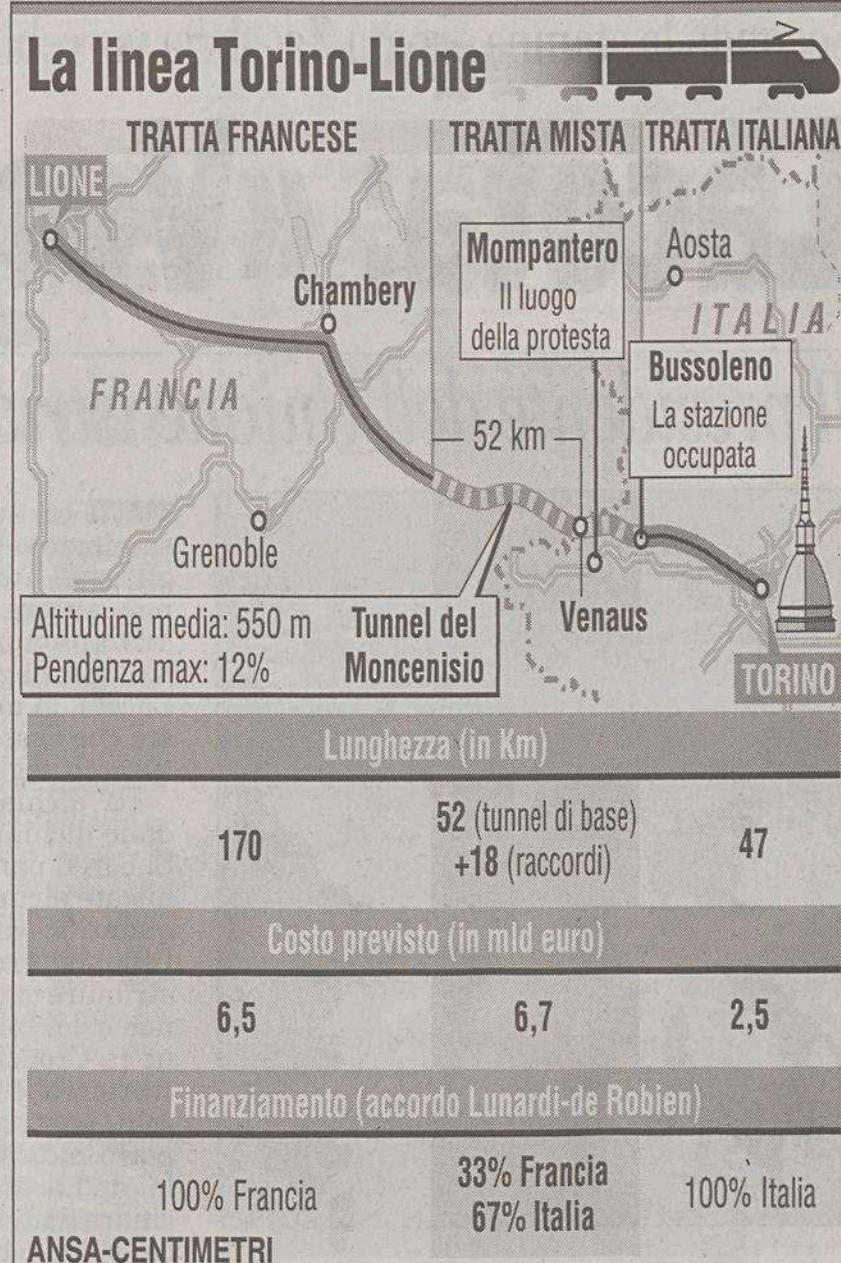 La linea Torino-Lione
TRATTA FRANCESE
TRATTA MISTA
TRATTA ITALIANA
LIONE
Chambery
FRANCIA
Grenoble
Mompantero
Il luogo
della protesta
Aosta
ITALIA
Bussoleno
La stazione
occupata
52 km
Venaus
TORINO
Altitudine media: 550 m
Pendenza max: 12%
Tunnel del
Moncenisio
Lunghezza (in Km)
170
52 (tunnel di base)
+18 (raccordi)
47
Costo previsto (in mld euro)
6,5
6,7
2,5
Finanziamento (accordo Lunardi-de Robien)
100% Francia
33% Francia
67% Italia
100% Italia
ANSA-CENTIMETRI